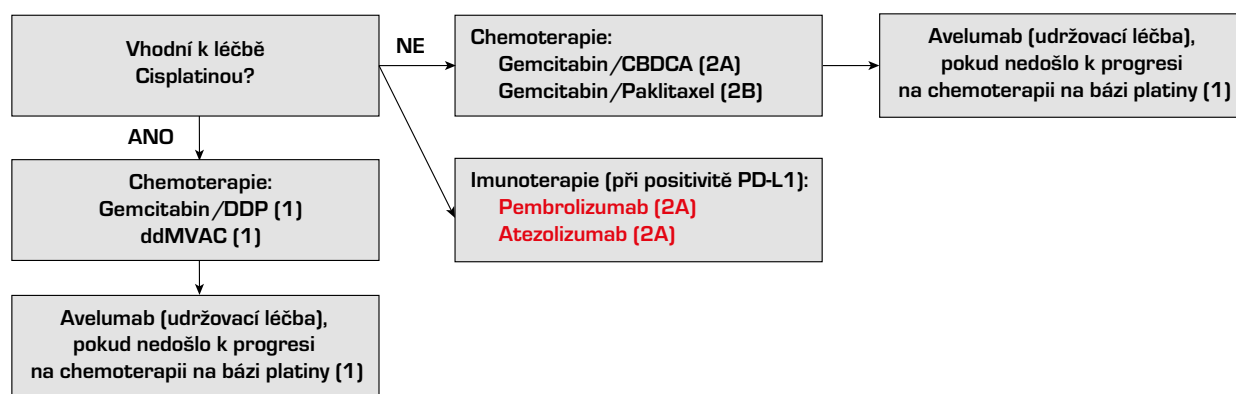 Vhodní k léčbě
Cisplatinou?
NE
Chemoterapie:
Gemcitabin/CBDCA (2A)
Gemcitabin/Paklitaxel (2B)
Avelumab (udržovací léčba),
pokud nedošlo k progresi
na chemoterapii na bázi platiny (1)
ANO
Chemoterapie:
Gemcitabin/DDP (1)
ddMVAC (1)
Imunoterapie (při positivitě PD-L1):
Pembrolizumab (2A)
Atezolizumab (2A)
Avelumab (udržovací léčba),
pokud nedošlo k progresi
na chemoterapii na bázi platiny (1)